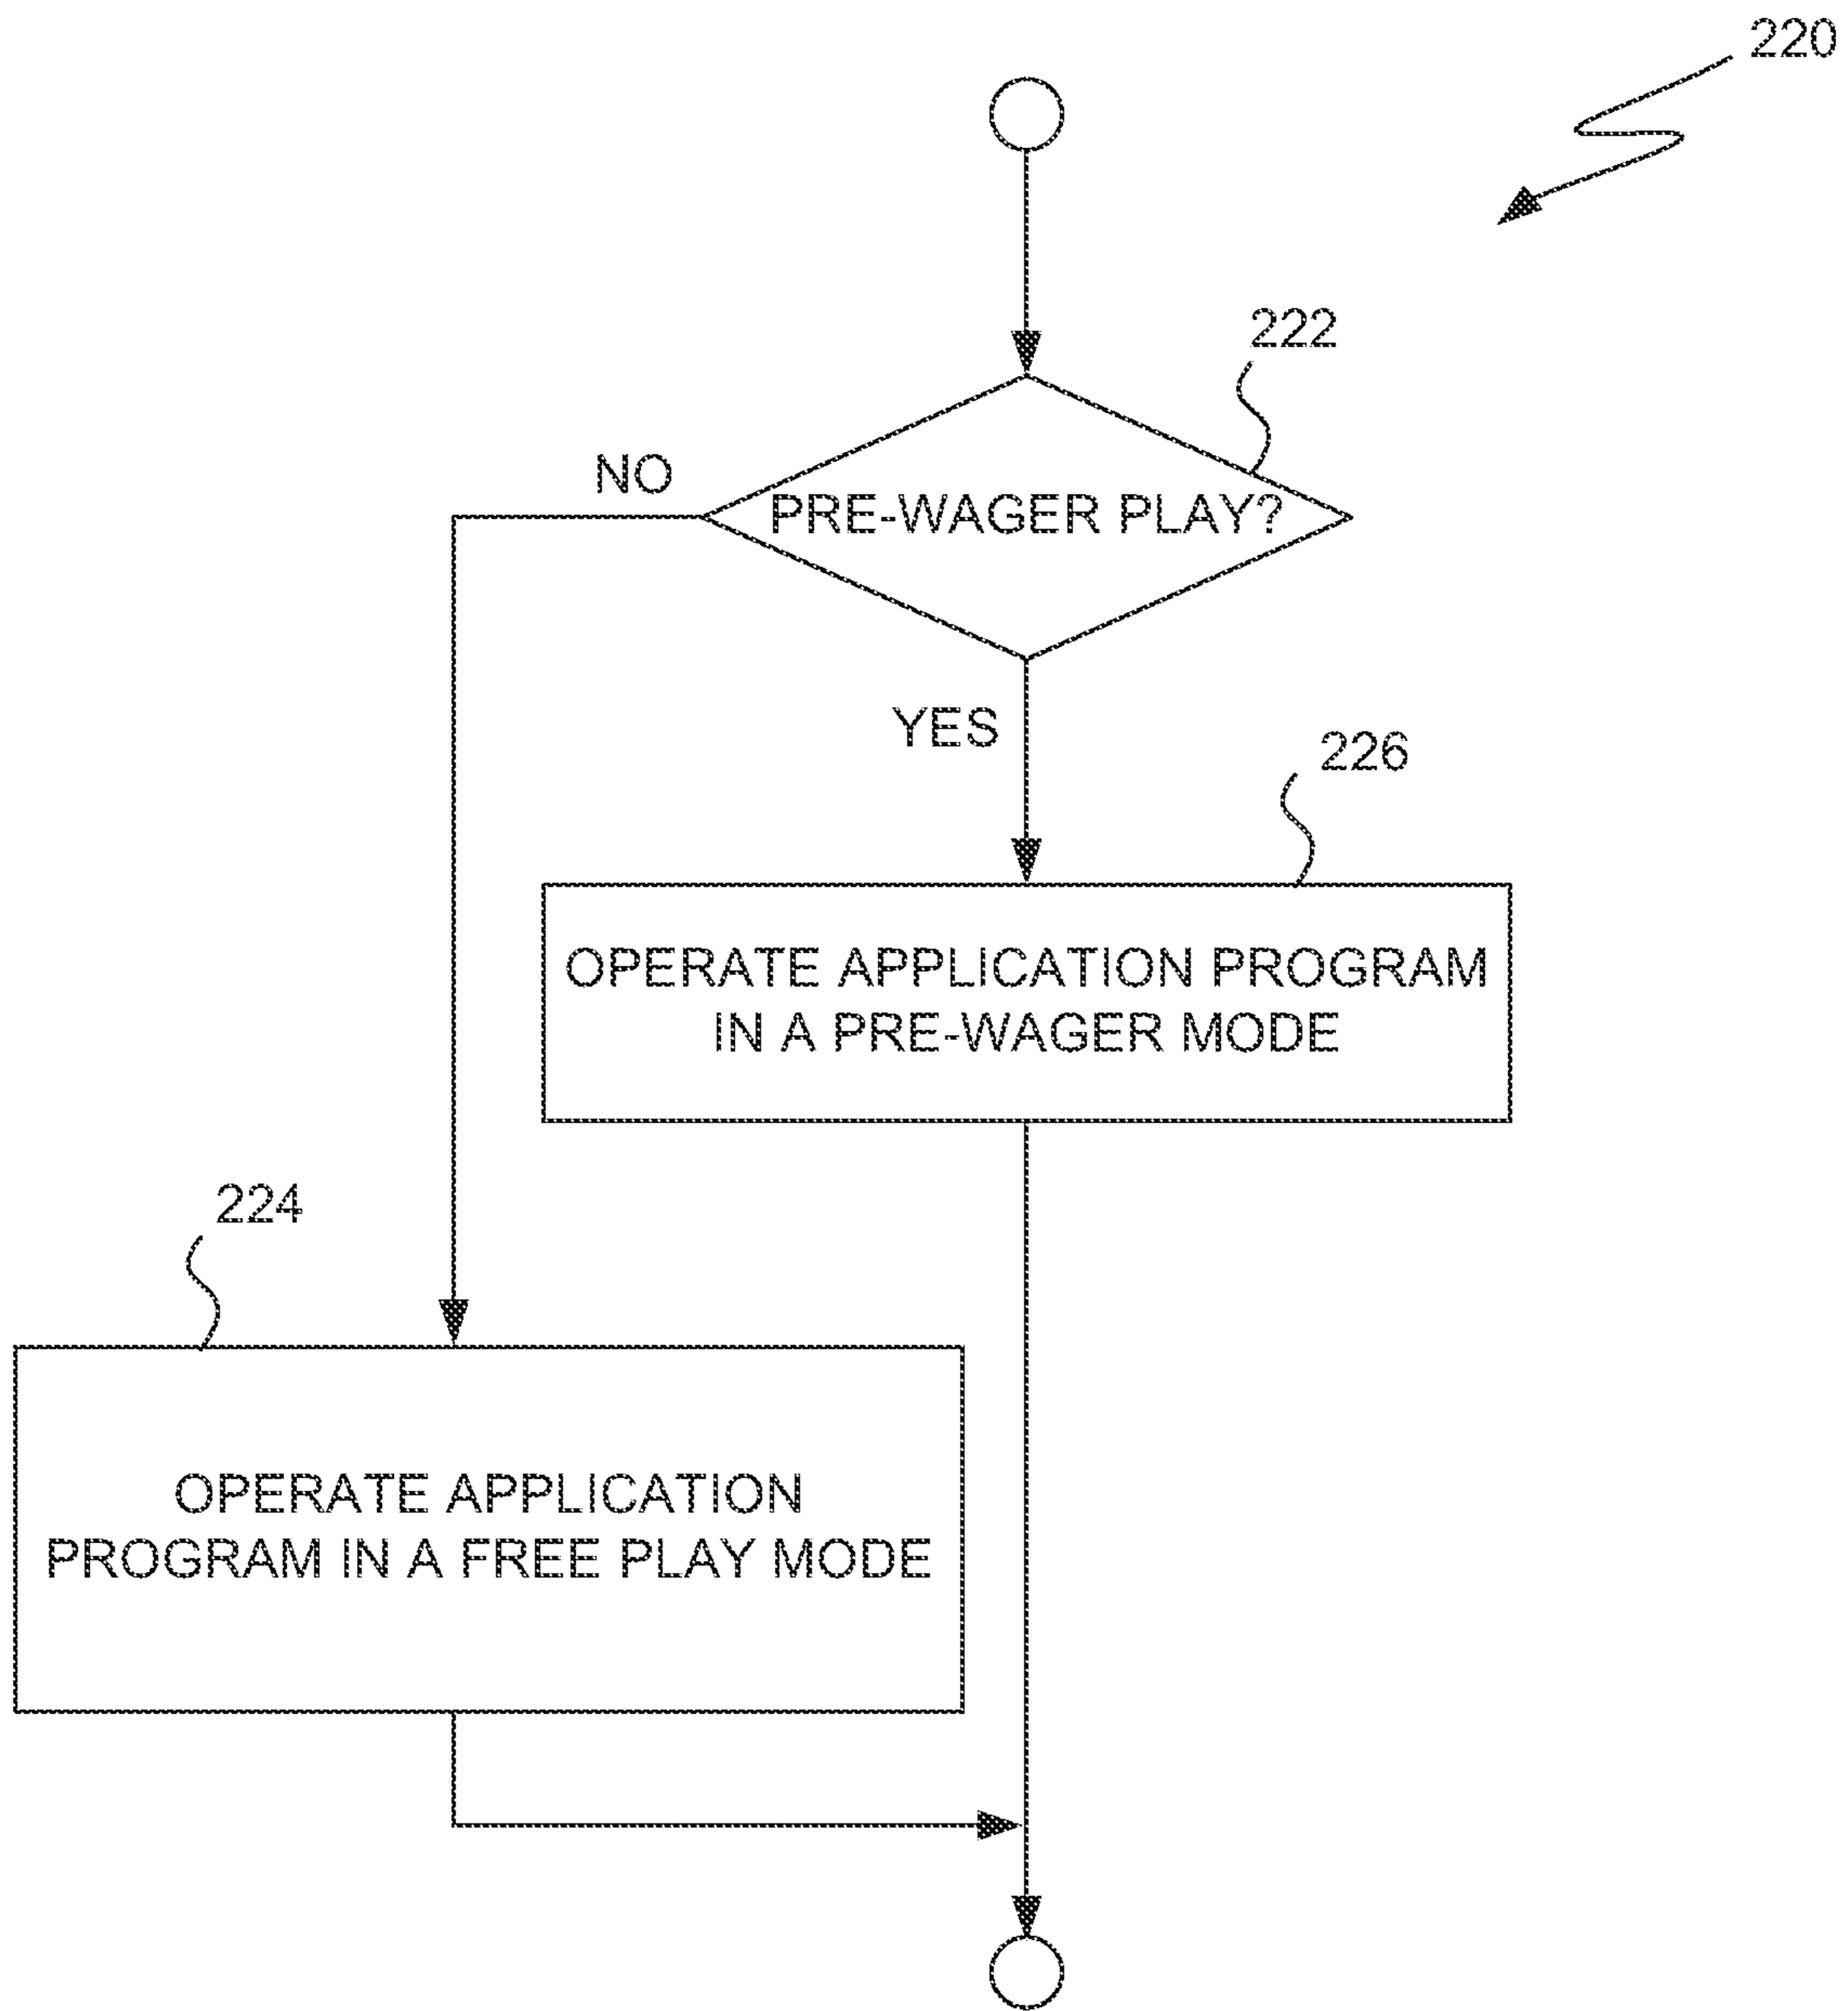 220
222
NO
PRE-WAGER PLAY?
YES
226
OPERATE APPLICATION PROGRAM
IN A PRE-WAGER MODE
224
OPERATE APPLICATION
PROGRAM IN A FREE PLAY MODE